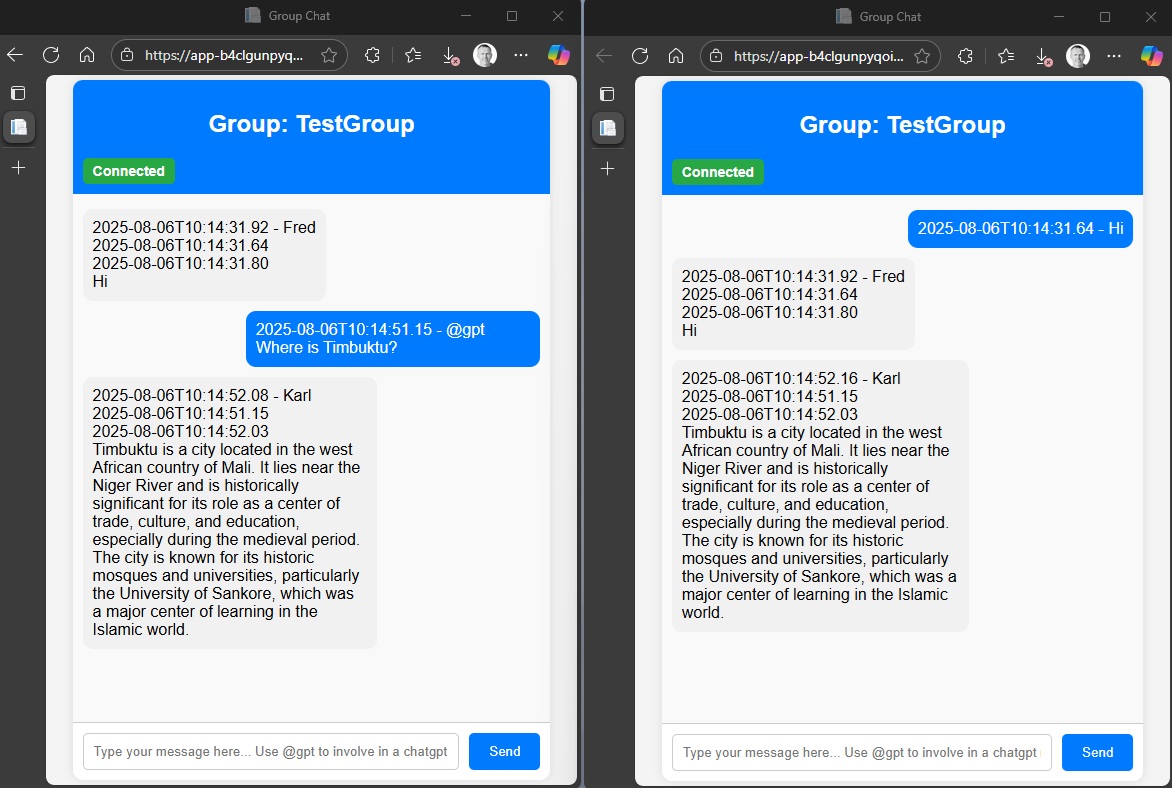 Group Chat
https://app-b4clgunpyq...
Group: TestGroup
Connected
2025-08-06T10:14:31.92 - Fred
2025-08-06T10:14:31.64
2025-08-06T10:14:31.80
Hi
2025-08-06T10:14:51.15 - @gpt
Where is Timbuktu?
2025-08-06T10:14:52.08 - Karl
2025-08-06T10:14:51.15
2025-08-06T10:14:52.03
Timbuktu is a city located in the west
African country of Mali. It lies near the
Niger River and is historically
significant for its role as a center of
trade, culture, and education,
especially during the medieval period.
The city is known for its historic
mosques and universities, particularly
the University of Sankore, which was
a major center of learning in the
Islamic world.
Type your message here... Use @gpt to involve in a chatgpt
Send
Group Chat
https://app-b4clgunpyqoi...
Group: TestGroup
Connected
2025-08-06T10:14:31.64 - Hi
2025-08-06T10:14:31.92 - Fred
2025-08-06T10:14:31.64
2025-08-06T10:14:31.80
Hi
2025-08-06T10:14:52.16 - Karl
2025-08-06T10:14:51.15
2025-08-06T10:14:52.03
Timbuktu is a city located in the west
African country of Mali. It lies near the
Niger River and is historically
significant for its role as a center of
trade, culture, and education,
especially during the medieval period.
The city is known for its historic
mosques and universities, particularly
the University of Sankore, which was a
major center of learning in the Islamic
world.
Type your message here... Use @gpt to involve in a chatgpt
Send